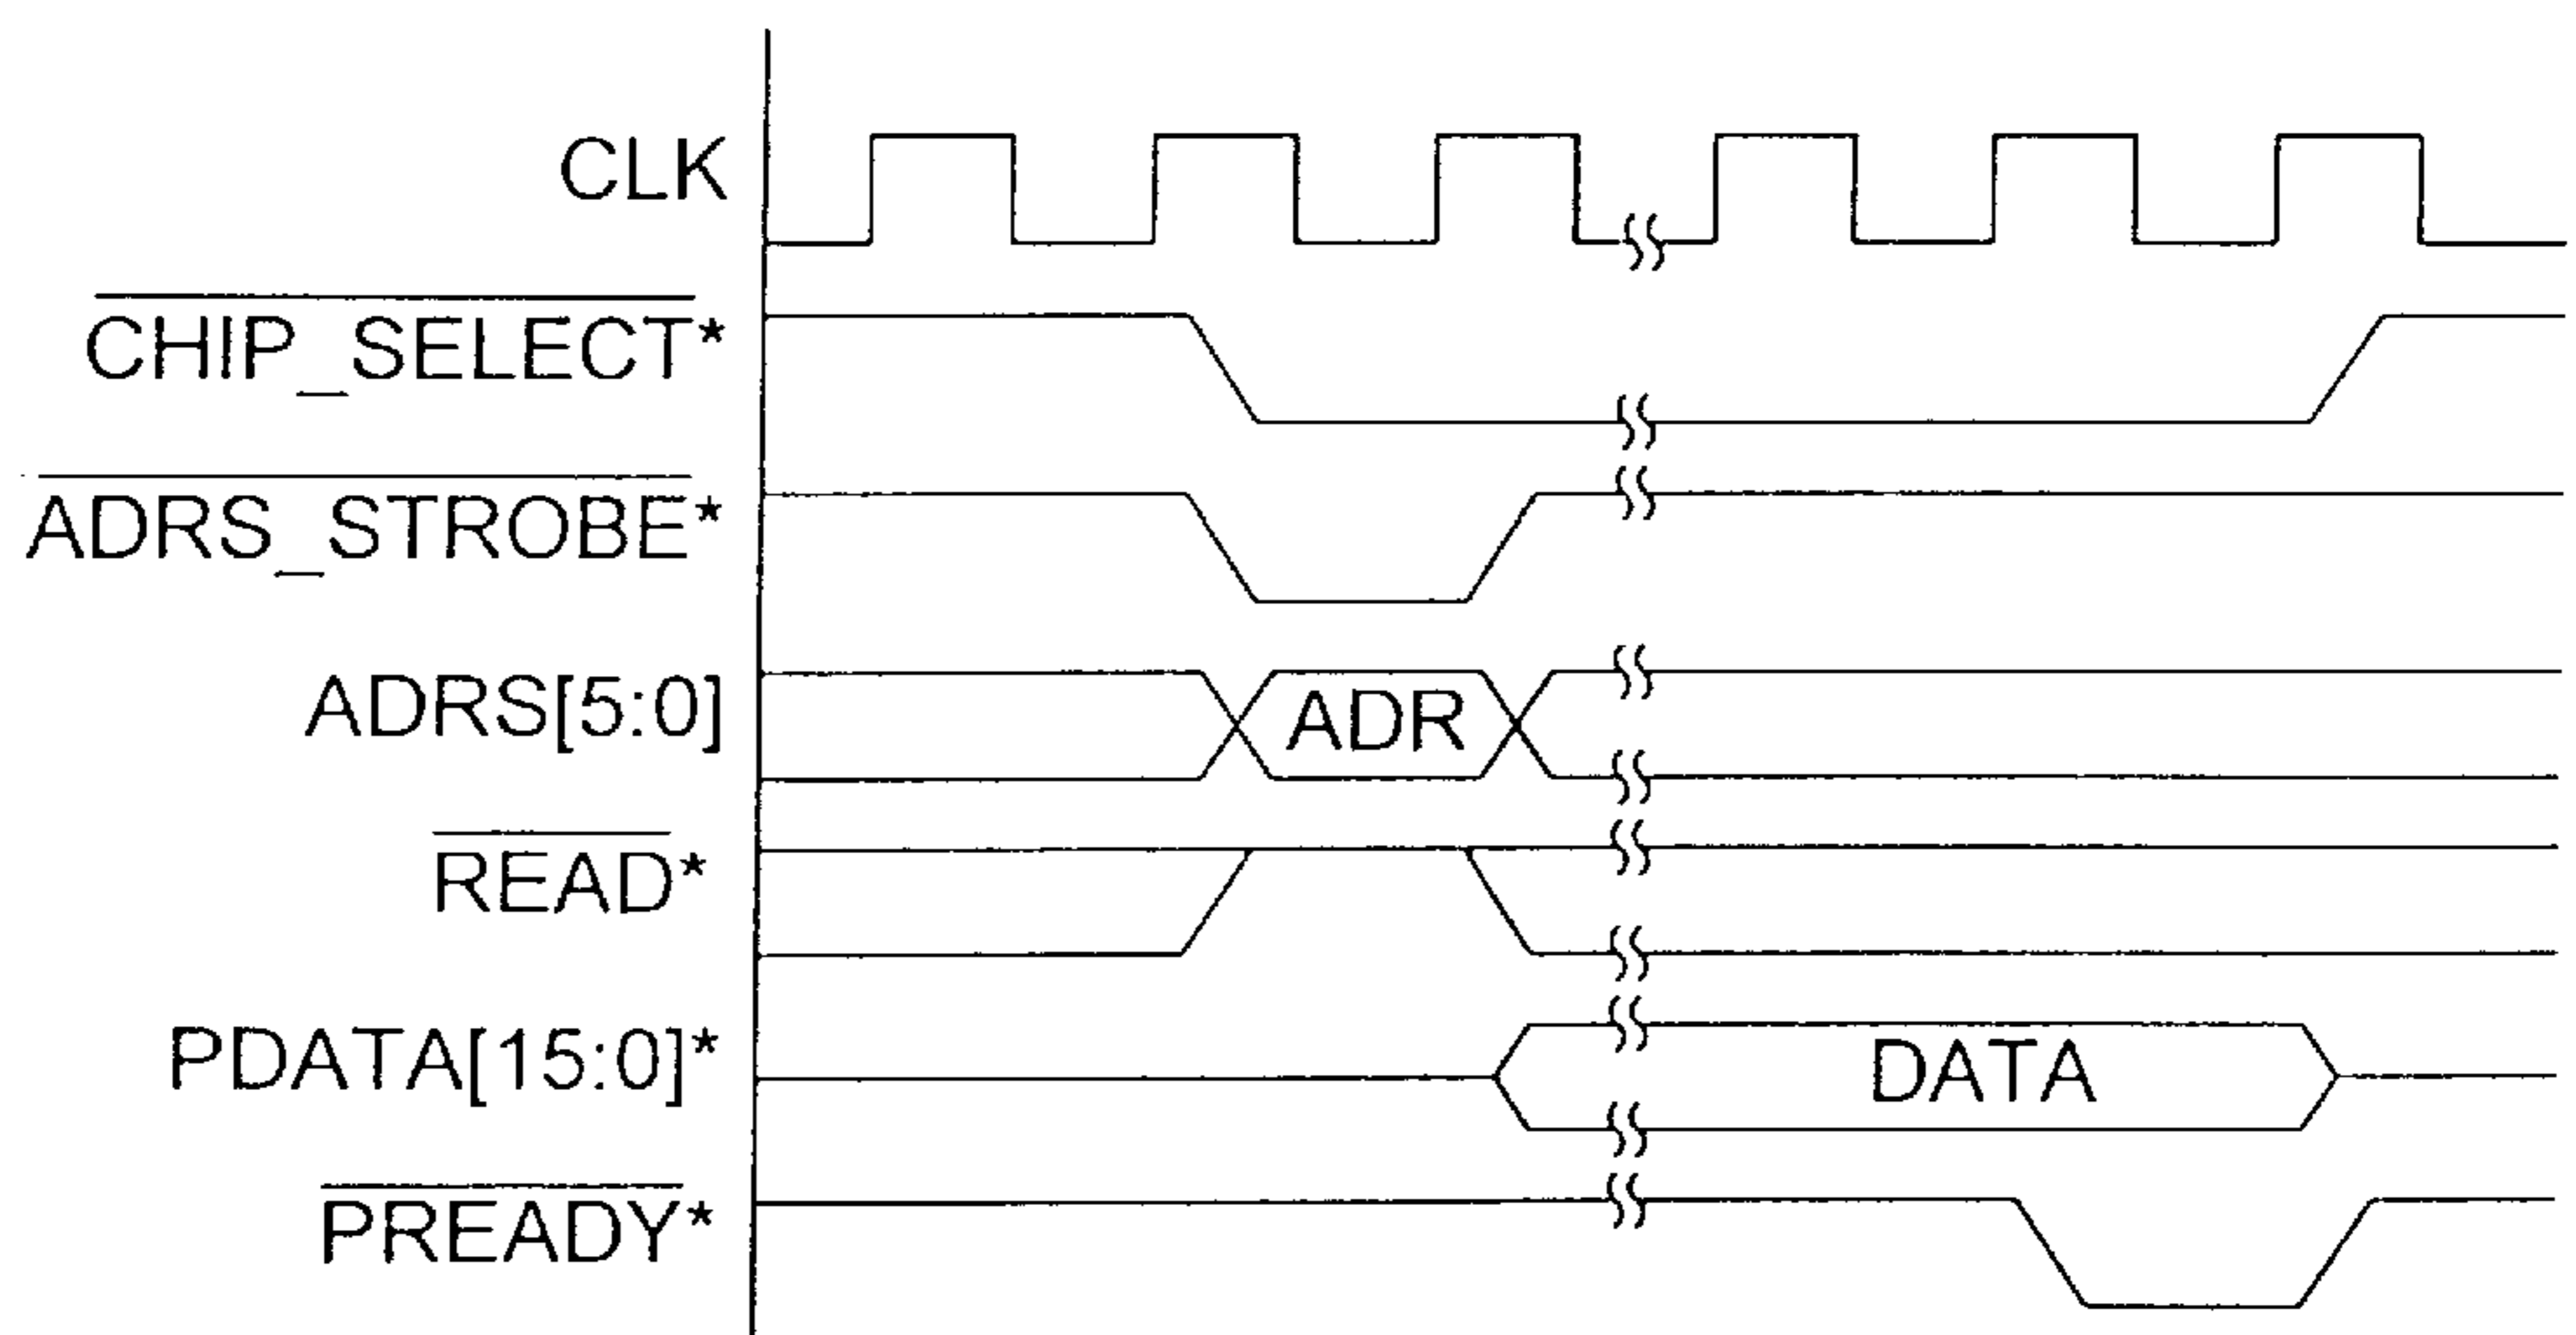 CLK
CHIP_SELECT*
ADRS_STROBE*
ADRS[5:0]
ADR
READ*
PDATA[15:0]*
DATA
PREADY*